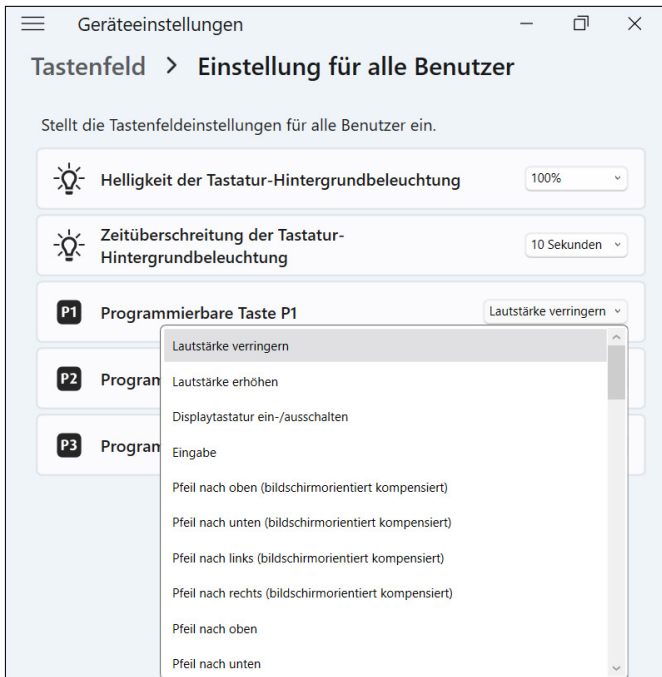 Geräteeinstellungen
Tastenfeld > Einstellung für alle Benutzer
Stellt die Tastenfeldeinstellungen für alle Benutzer ein.
Helligkeit der Tastatur-Hintergrundbeleuchtung 100%
Zeitüberschreitung der Tastatur-
Hintergrundbeleuchtung 10 Sekunden
P1 Programmierbare Taste P1 Lautstärke verringern
P2 Program
P3 Program
Lautstärke verringern
Lautstärke erhöhen
Displaytastatur ein-/ausschalten
Eingabe
Pfeil nach oben (bildschirmorientiert kompensiert)
Pfeil nach unten (bildschirmorientiert kompensiert)
Pfeil nach links (bildschirmorientiert kompensiert)
Pfeil nach rechts (bildschirmorientiert kompensiert)
Pfeil nach oben
Pfeil nach unten